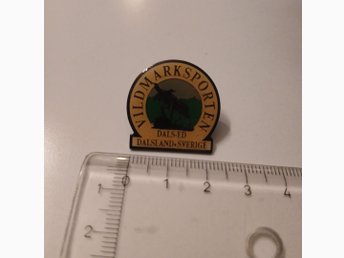 VILDMARKSPORTEN
DALS-ED
DALSLAND•SVERIGE
0 1 2 3 4
1
2